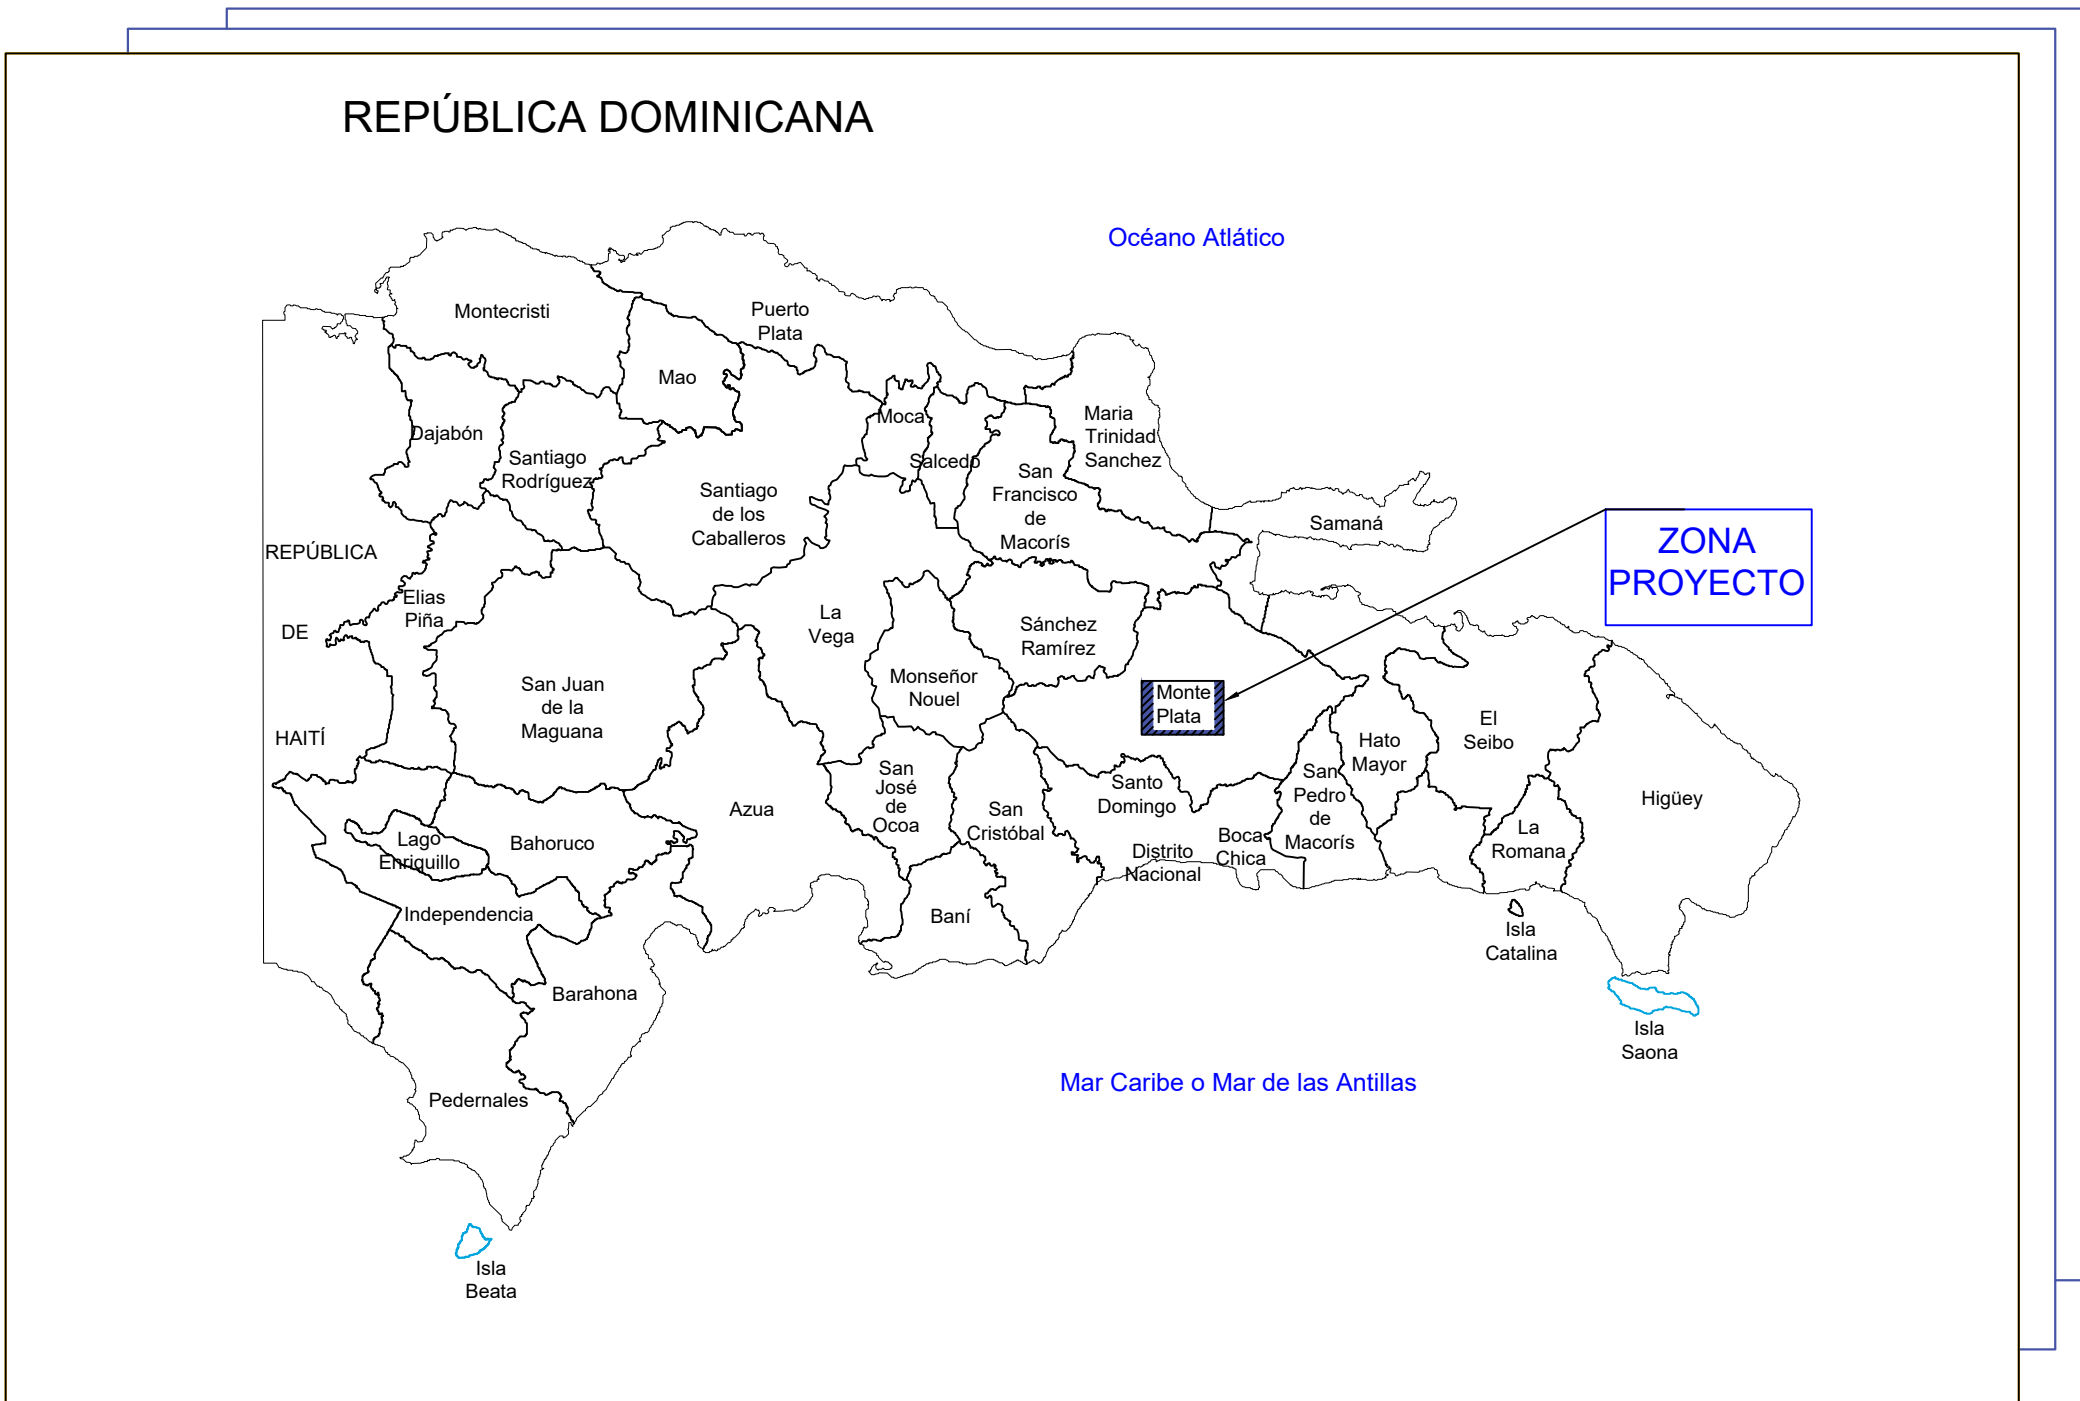 REPÚBLICA DOMINICANA
Océano Atlático
Montecristi
Puerto
Plata
Mao
Dajabón
Santiago
Rodríguez
Moca
Salcedo
Maria
Trinidad
Sanchez
San
Francisco
de
Macorís
Santiago
de los
Caballeros
Samaná
ZONA
PROYECTO
REPÚBLICA
DE
HAITÍ
Elias
Piña
La
Vega
Sánchez
Ramírez
Monseñor
Nouel
San Juan
de la
Maguana
Monte
Plata
El
Seibo
Hato
Mayor
San
Pedro
de
Macorís
Santo
Domingo
San
José
de
Ocoa
San
Cristóbal
Azua
Higüey
La
Romana
Boca
Chica
Distrito
Nacional
Lago
Enriquillo
Bahoruco
Independencia
Baní
Isla
Catalina
Barahona
Isla
Saona
Mar Caribe o Mar de las Antillas
Pedernales
Isla
Beata